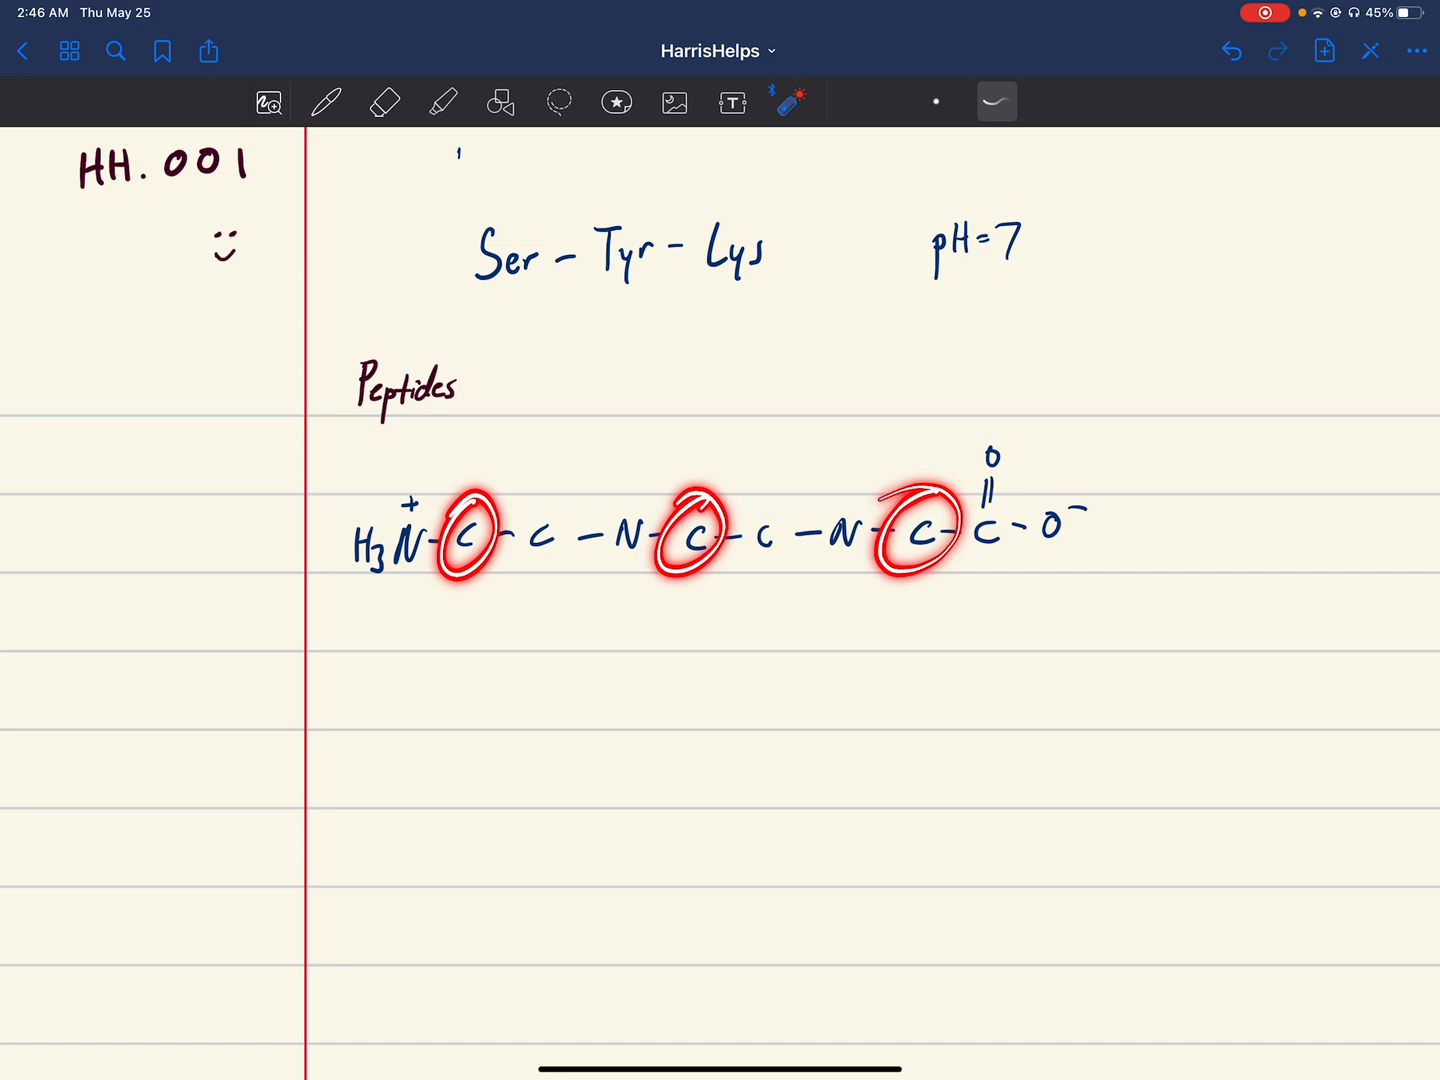 2:46 AM Thu May 25
45%
HarrisHelps
T
HH.001
Ser - Tyr - Lys pH=7
Peptides
O
+
H3N-C-C-N-C-C-N-C-C-O-